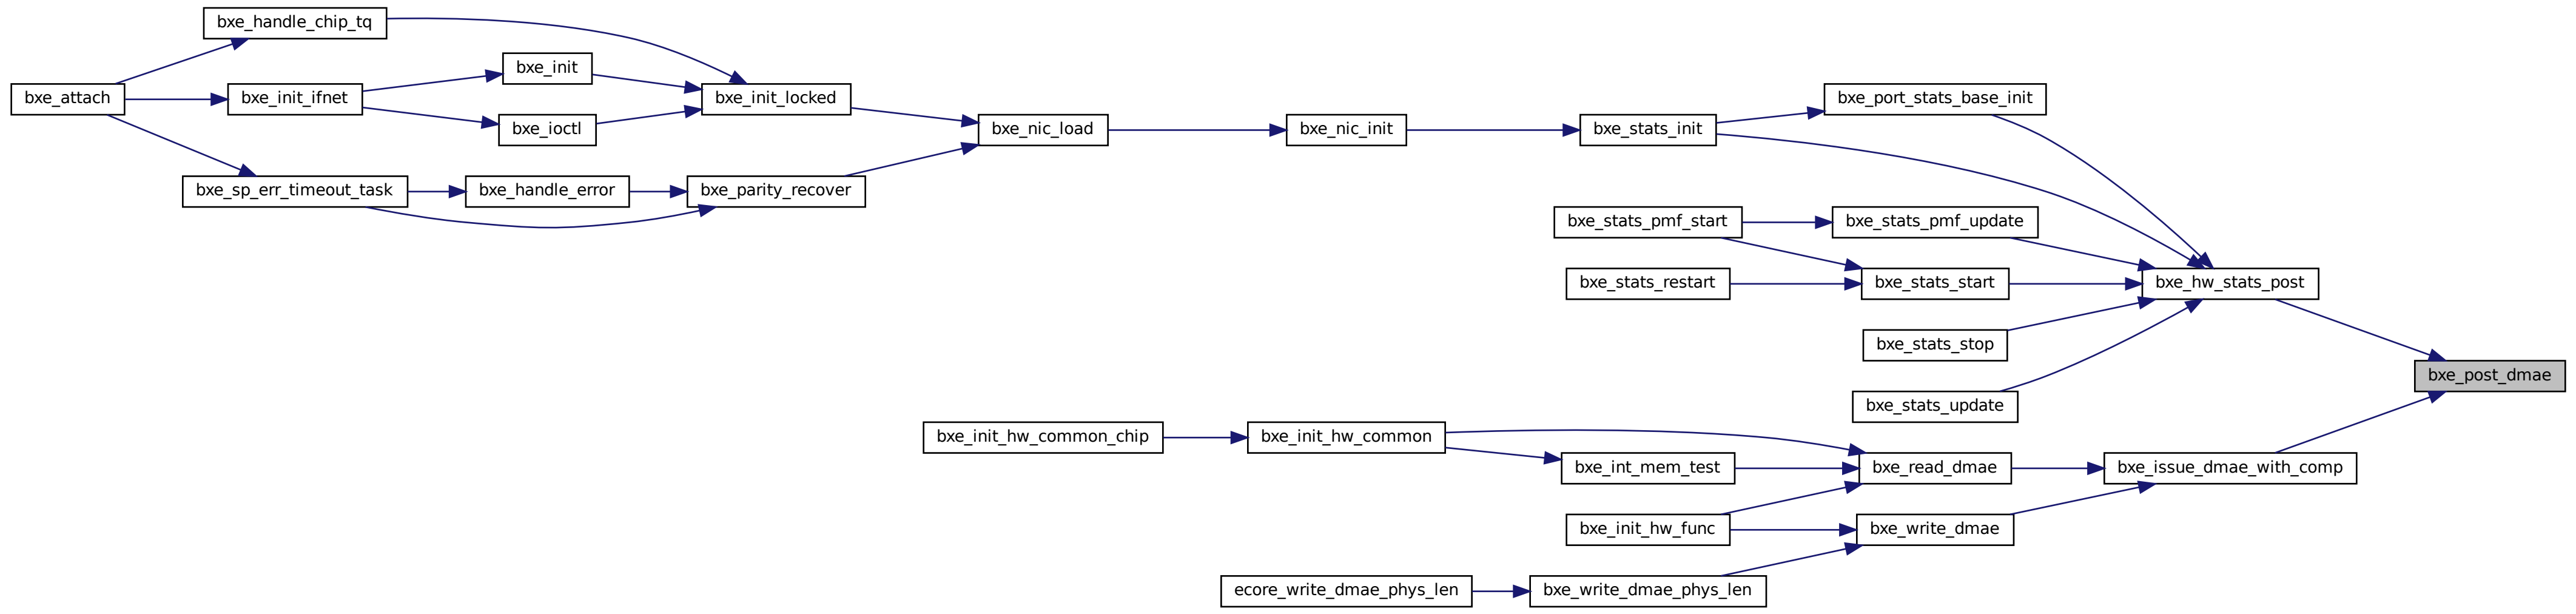 bxe_handle_chip_tq
bxe_init
bxe_attach
bxe_init_ifnet
bxe_init_locked
bxe_port_stats_base_init
bxe_ioctl
bxe_nic_load
bxe_nic_init
bxe_stats_init
bxe_sp_err_timeout_task
bxe_handle_error
bxe_parity_recover
bxe_stats_pmf_start
bxe_stats_pmf_update
bxe_stats_restart
bxe_stats_start
bxe_hw_stats_post
bxe_stats_stop
bxe_post_dmae
bxe_stats_update
bxe_init_hw_common_chip
bxe_init_hw_common
bxe_int_mem_test
bxe_read_dmae
bxe_issue_dmae_with_comp
bxe_init_hw_func
bxe_write_dmae
ecore_write_dmae_phys_len
bxe_write_dmae_phys_len